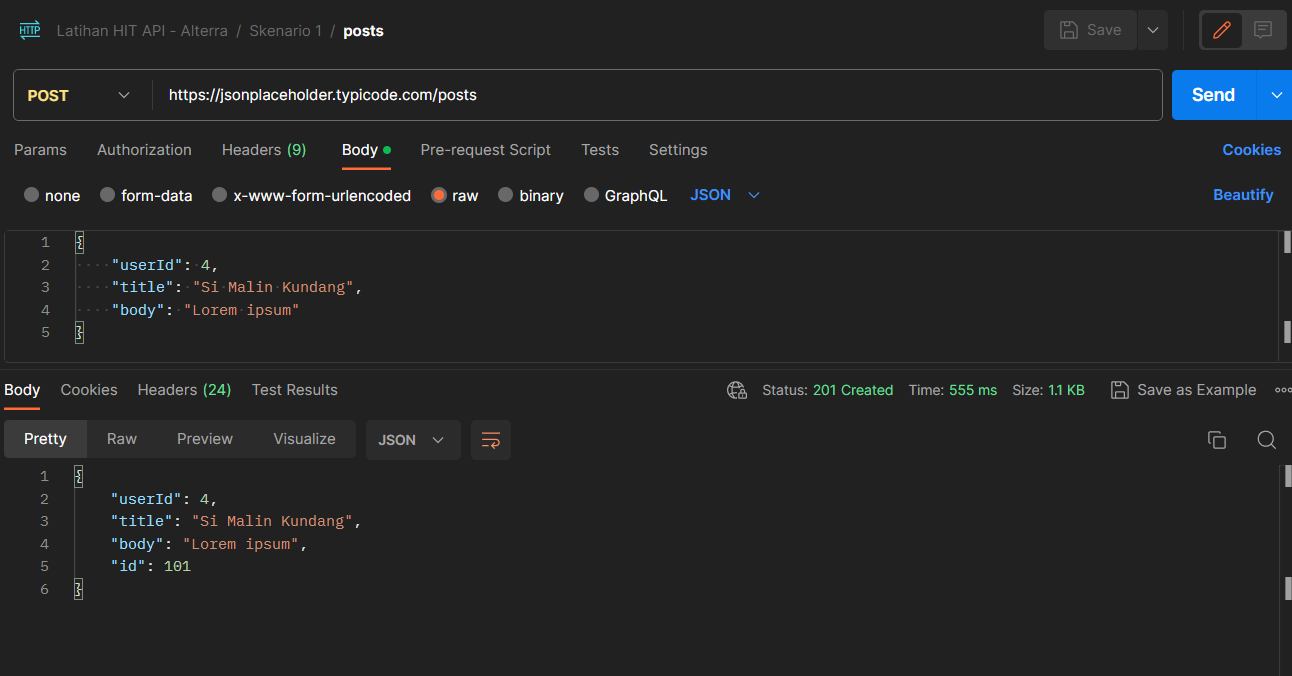 HTTP Latihan HIT API - Alterra / Skenario 1 / posts Save
POST https://jsonplaceholder.typicode.com/posts Send
Params Authorization Headers (9) Body Pre-request Script Tests Settings Cookies
none form-data x-www-form-urlencoded raw binary GraphQL JSON Beautify
1 {
2 "userId": 4,
3 "title": "Si Malin Kundang",
4 "body": "Lorem ipsum"
5 }
Body Cookies Headers (24) Test Results Status: 201 Created Time: 555 ms Size: 1.1 KB Save as Example
Pretty Raw Preview Visualize JSON
1 {
2 "userId": 4,
3 "title": "Si Malin Kundang",
4 "body": "Lorem ipsum",
5 "id": 101
6 }